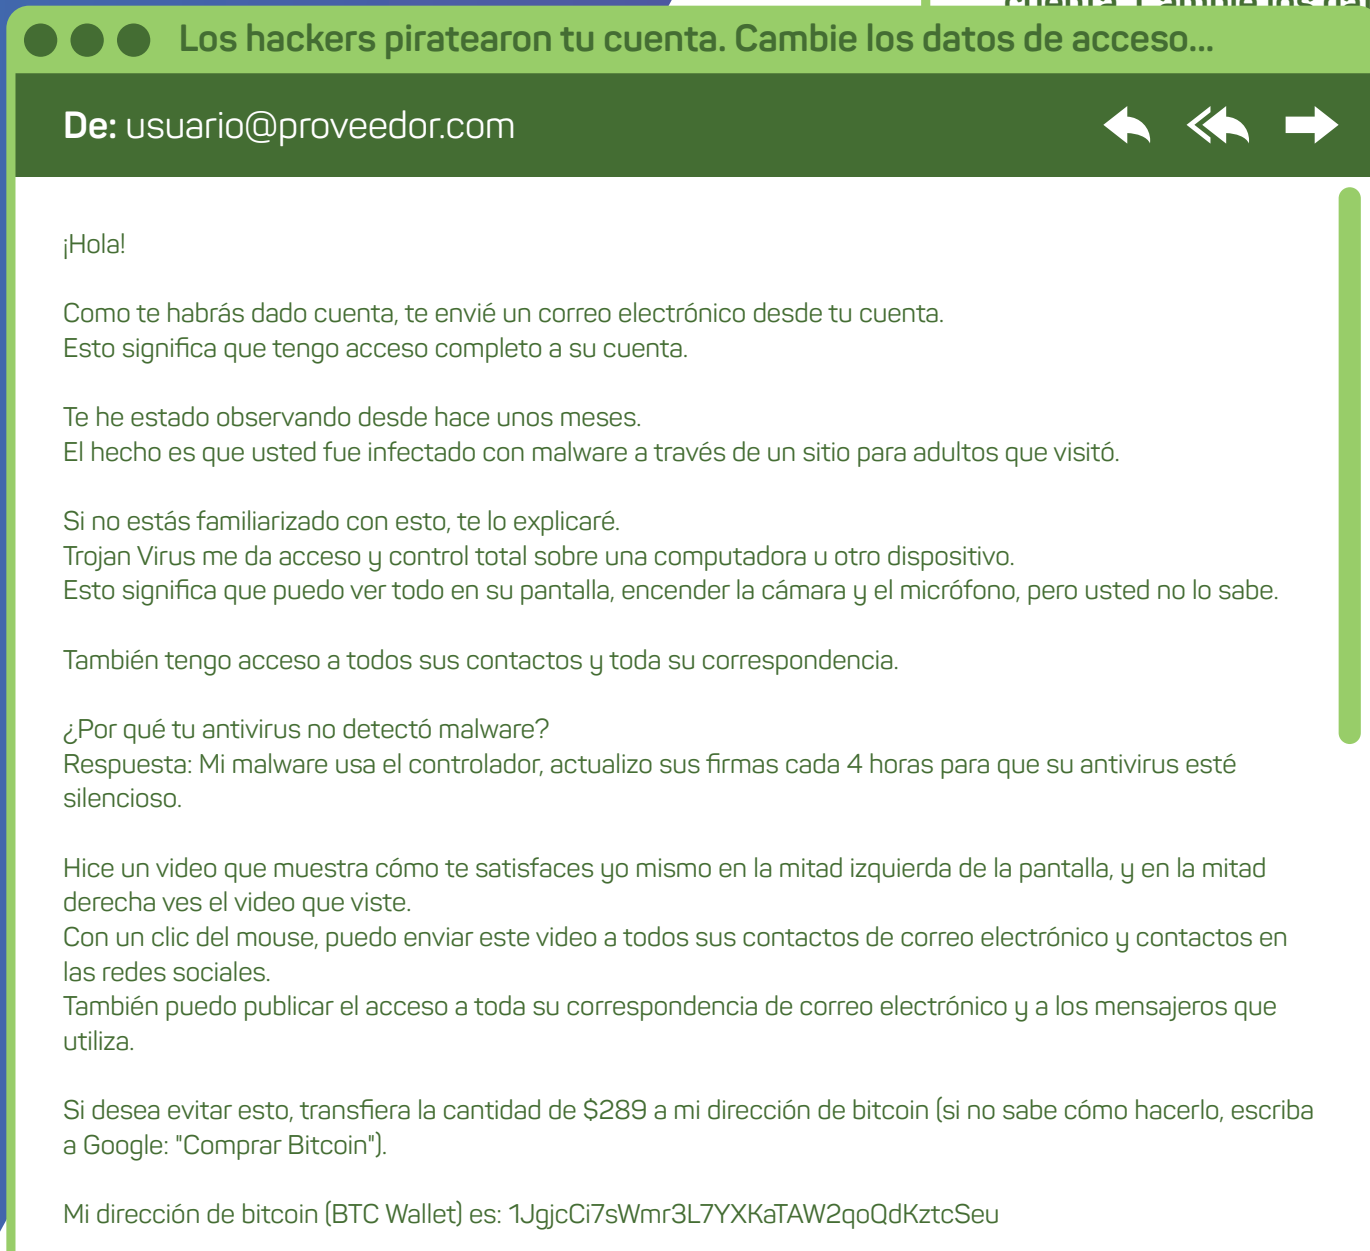 cuenta. Cambie los dat
Los hackers piratearon tu cuenta. Cambie los datos de acceso...
De: usuario@proveedor.com
¡Hola!
Como te habrás dado cuenta, te envié un correo electrónico desde tu cuenta.
Esto significa que tengo acceso completo a su cuenta.
Te he estado observando desde hace unos meses.
El hecho es que usted fue infectado con malware a través de un sitio para adultos que visitó.
Si no estás familiarizado con esto, te lo explicaré.
Trojan Virus me da acceso y control total sobre una computadora u otro dispositivo.
Esto significa que puedo ver todo en su pantalla, encender la cámara y el micrófono, pero usted no lo sabe.
También tengo acceso a todos sus contactos y toda su correspondencia.
¿Por qué tu antivirus no detectó malware?
Respuesta: Mi malware usa el controlador, actualizo sus firmas cada 4 horas para que su antivirus esté
silencioso.
Hice un video que muestra cómo te satisfaces yo mismo en la mitad izquierda de la pantalla, y en la mitad
derecha ves el video que viste.
Con un clic del mouse, puedo enviar este video a todos sus contactos de correo electrónico y contactos en
las redes sociales.
También puedo publicar el acceso a toda su correspondencia de correo electrónico y a los mensajeros que
utiliza.
Si desea evitar esto, transfiera la cantidad de $289 a mi dirección de bitcoin (si no sabe cómo hacerlo, escriba
a Google: "Comprar Bitcoin").
Mi dirección de bitcoin (BTC Wallet) es: 1JgjcCi7sWmr3L7YXKaTAW2qoQdKztcSeu